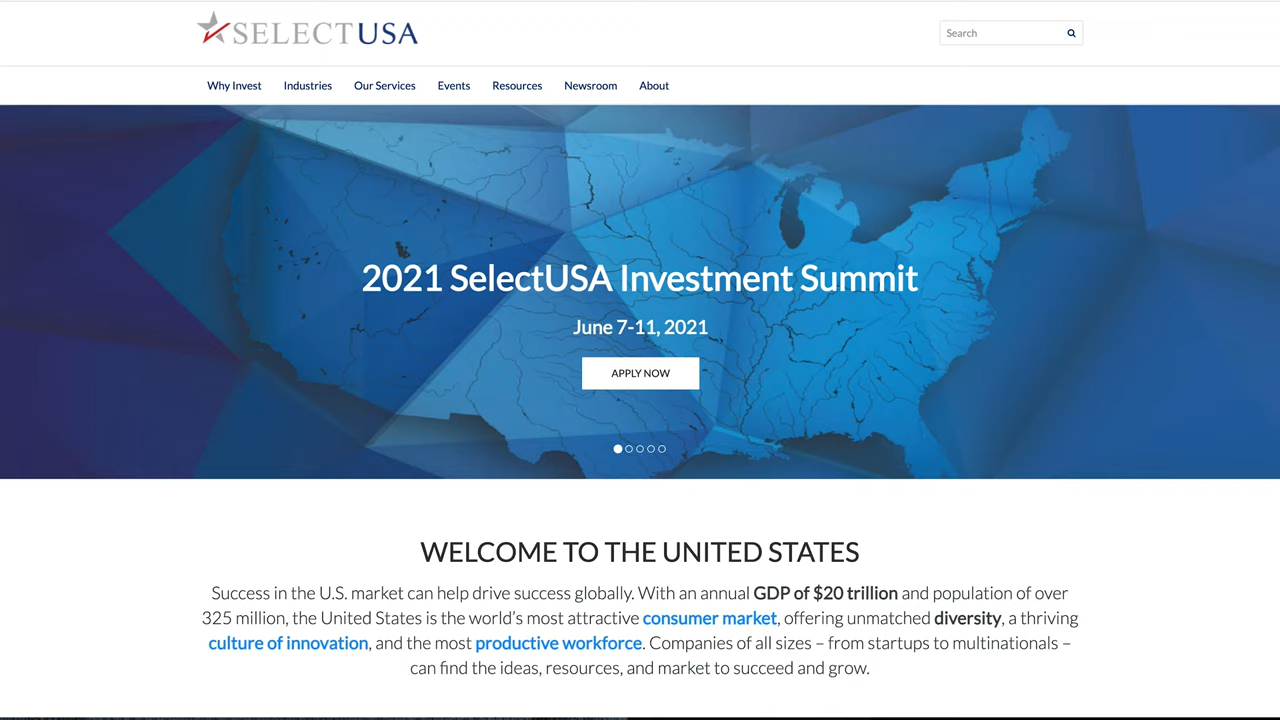 SELECTUSA
Search
Why Invest Industries Our Services Events Resources Newsroom About
2021 SelectUSA Investment Summit
June 7-11, 2021
APPLY NOW
WELCOME TO THE UNITED STATES
Success in the U.S. market can help drive success globally. With an annual GDP of $20 trillion and population of over
325 million, the United States is the world’s most attractive consumer market, offering unmatched diversity, a thriving
culture of innovation, and the most productive workforce. Companies of all sizes – from startups to multinationals –
can find the ideas, resources, and market to succeed and grow.